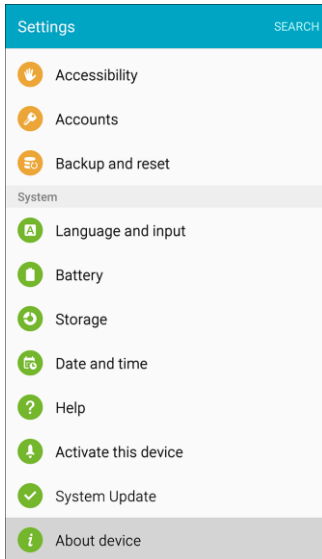 Settings SEARCH
Accessibility
Accounts
Backup and reset
System
A Language and input
Battery
Storage
Date and time
? Help
Activate this device
System Update
i About device